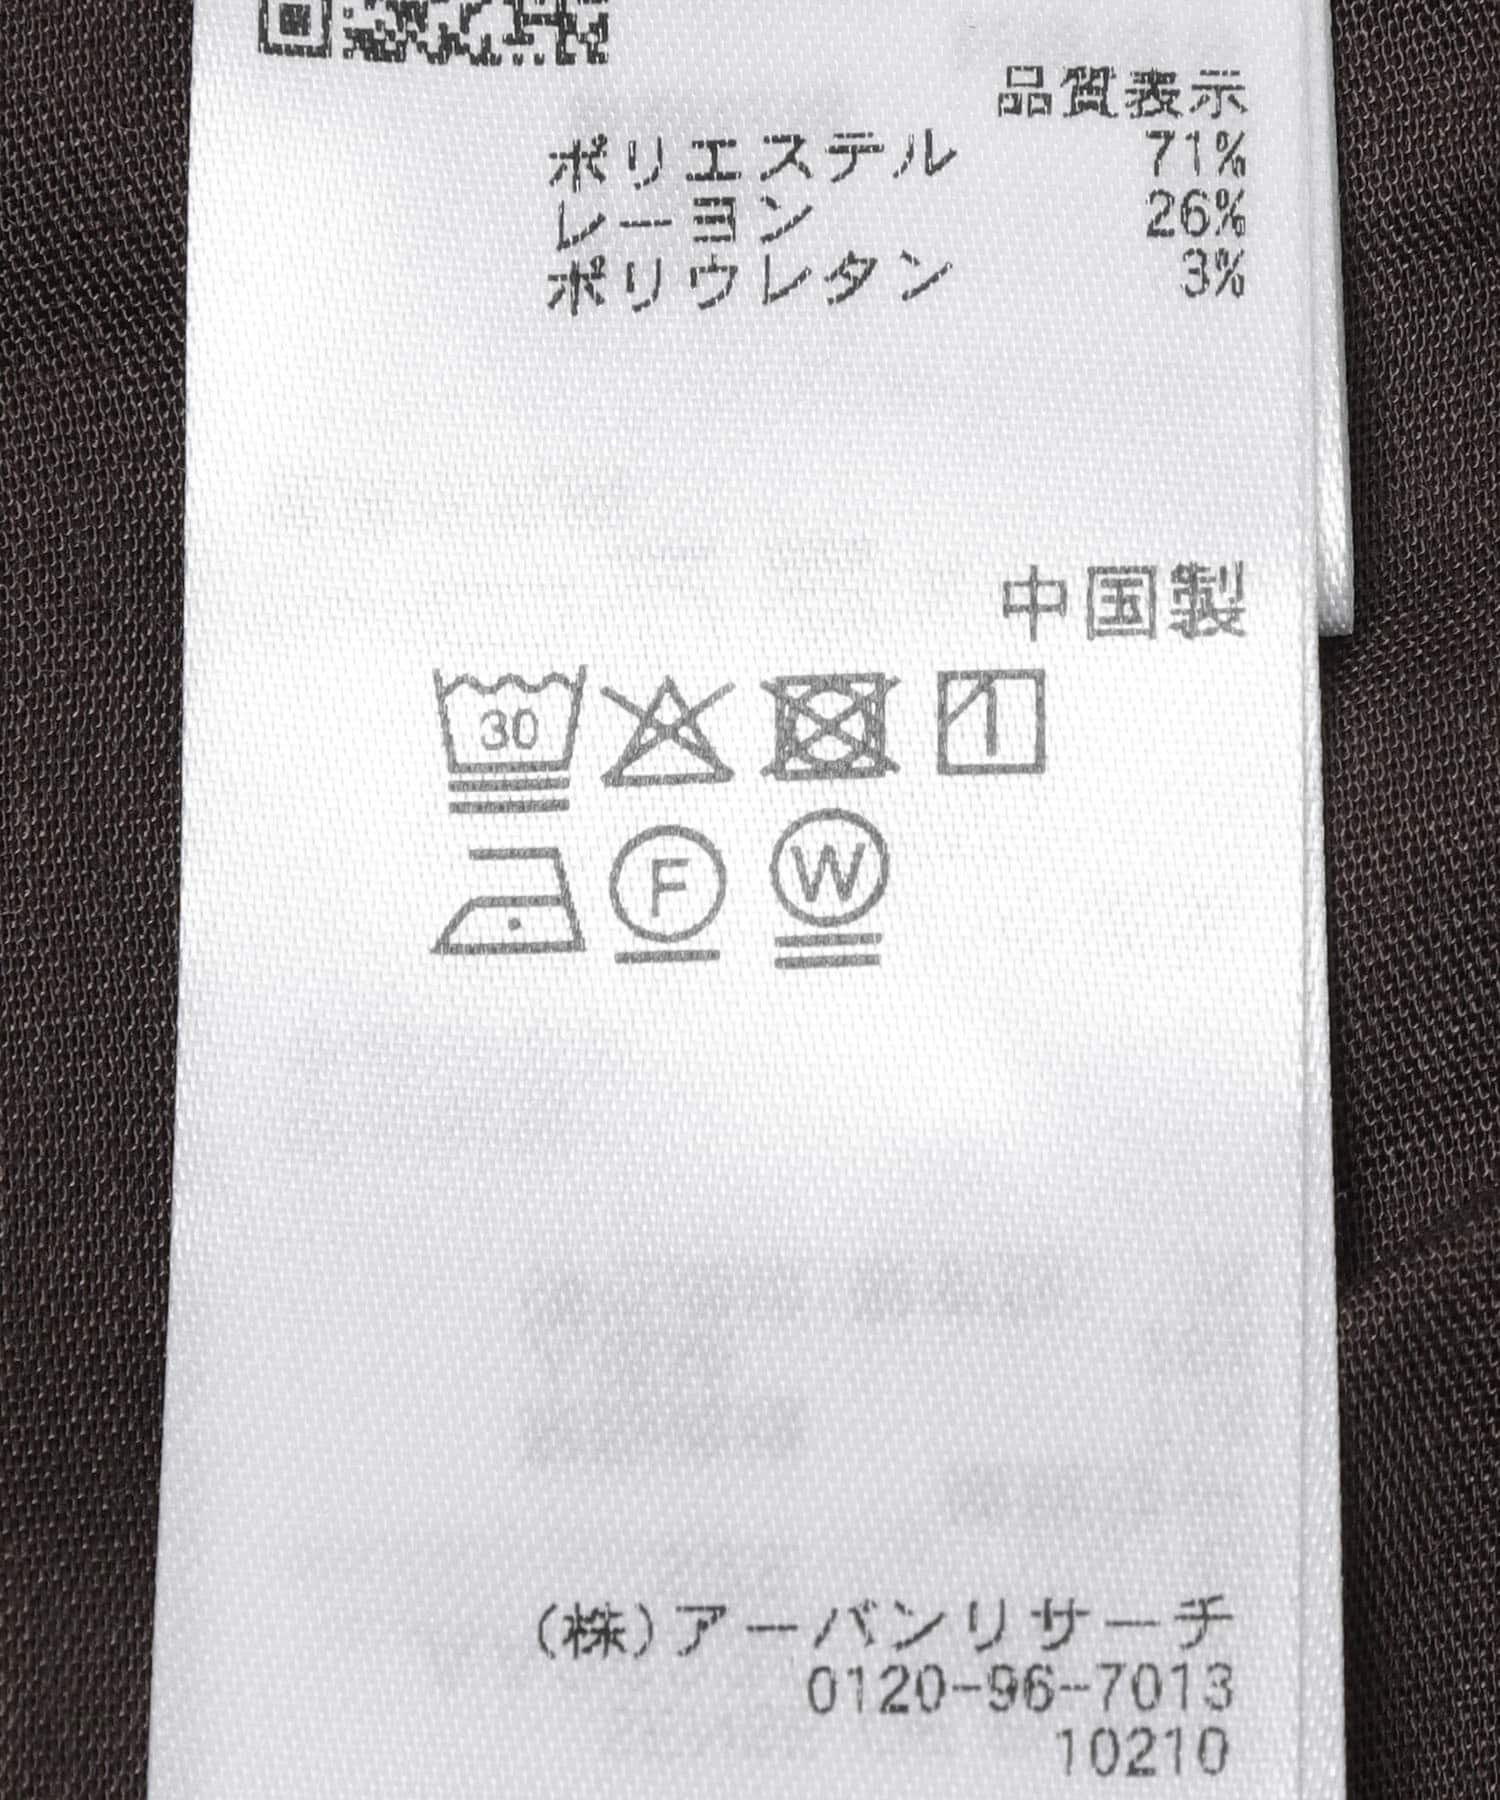 品質表示
ポリエステル 71%
レーヨン 26%
ポリウレタン 3%
中国製
30
F W
(株)アーバンリサーチ
0120-96-7013
10210